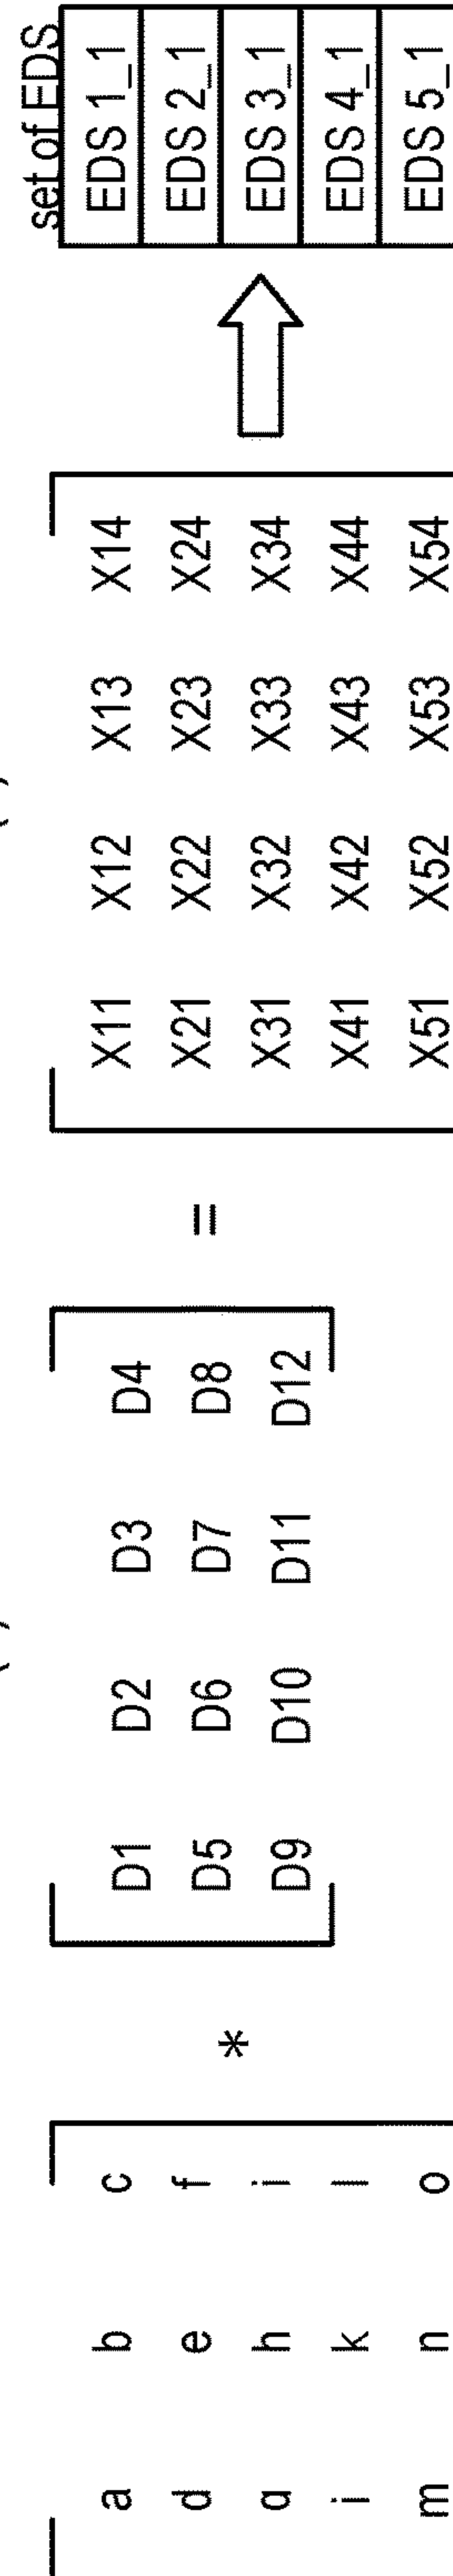 set of EDS
a b c D1 D2 D3 D4 X11 X12 X13 X14 EDS 1_1
d e f * D5 D6 D7 D8 = X21 X22 X23 X24 EDS 2_1
g h i D9 D10 D11 D12 X31 X32 X33 X34 EDS 3_1
j k l X41 X42 X43 X44 EDS 4_1
m n o X51 X52 X53 X54 EDS 5_1